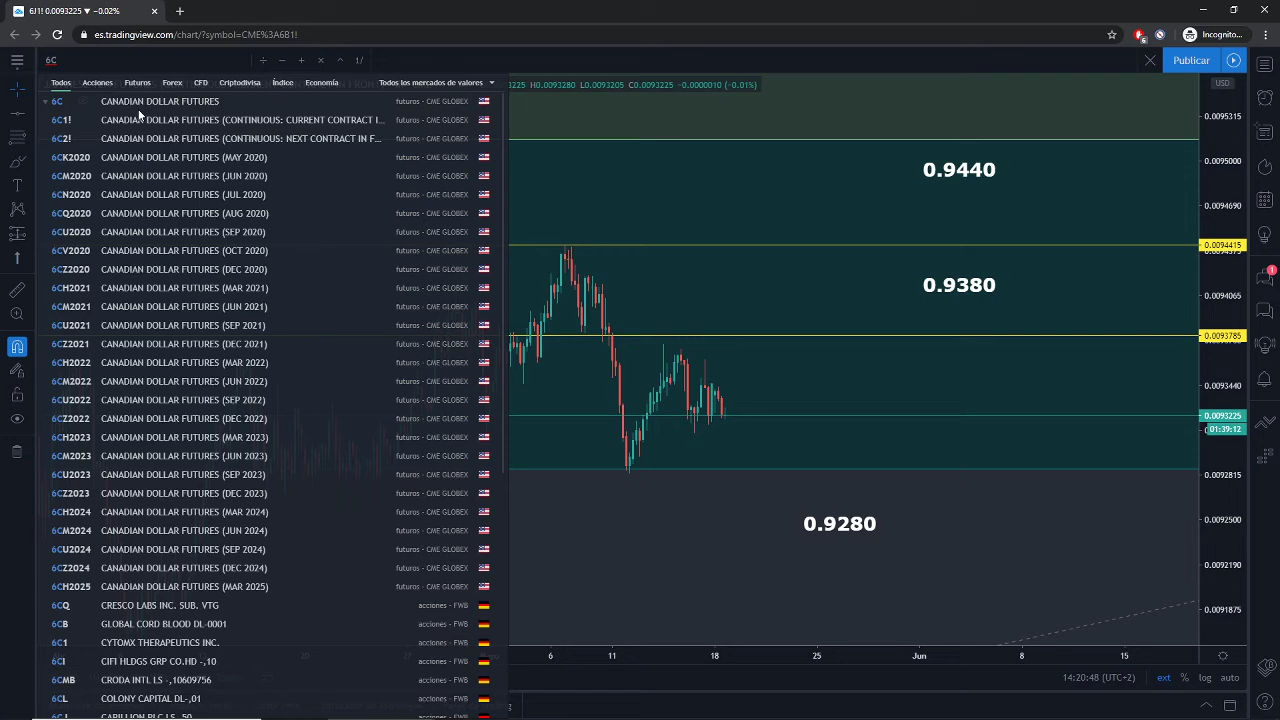 6J1! 0.0093225 ▼ −0.02%
es.tradingview.com/chart/?symbol=CME%3A6B1!
Incognito...
6
6C
1/
Publicar
Todos Acciones Futuros Forex CFD Criptodivisa Índice Economía Todos los mercados de valores
3225 H0.0093280 L0.0093205 C0.0093225 −0.0000010 (−0.01%)
USD
6C CANADIAN DOLLAR FUTURES futuros - CME GLOBEX
6C1! CANADIAN DOLLAR FUTURES (CONTINUOUS: CURRENT CONTRACT I... futuros - CME GLOBEX
6C2! CANADIAN DOLLAR FUTURES (CONTINUOUS: NEXT CONTRACT IN F... futuros - CME GLOBEX
6CK2020 CANADIAN DOLLAR FUTURES (MAY 2020) futuros - CME GLOBEX
6CM2020 CANADIAN DOLLAR FUTURES (JUN 2020) futuros - CME GLOBEX
6CN2020 CANADIAN DOLLAR FUTURES (JUL 2020) futuros - CME GLOBEX
6CQ2020 CANADIAN DOLLAR FUTURES (AUG 2020) futuros - CME GLOBEX
6CU2020 CANADIAN DOLLAR FUTURES (SEP 2020) futuros - CME GLOBEX
6CV2020 CANADIAN DOLLAR FUTURES (OCT 2020) futuros - CME GLOBEX
6CZ2020 CANADIAN DOLLAR FUTURES (DEC 2020) futuros - CME GLOBEX
6CH2021 CANADIAN DOLLAR FUTURES (MAR 2021) futuros - CME GLOBEX
6CM2021 CANADIAN DOLLAR FUTURES (JUN 2021) futuros - CME GLOBEX
6CU2021 CANADIAN DOLLAR FUTURES (SEP 2021) futuros - CME GLOBEX
6CZ2021 CANADIAN DOLLAR FUTURES (DEC 2021) futuros - CME GLOBEX
6CH2022 CANADIAN DOLLAR FUTURES (MAR 2022) futuros - CME GLOBEX
6CM2022 CANADIAN DOLLAR FUTURES (JUN 2022) futuros - CME GLOBEX
6CU2022 CANADIAN DOLLAR FUTURES (SEP 2022) futuros - CME GLOBEX
6CZ2022 CANADIAN DOLLAR FUTURES (DEC 2022) futuros - CME GLOBEX
6CH2023 CANADIAN DOLLAR FUTURES (MAR 2023) futuros - CME GLOBEX
6CM2023 CANADIAN DOLLAR FUTURES (JUN 2023) futuros - CME GLOBEX
6CU2023 CANADIAN DOLLAR FUTURES (SEP 2023) futuros - CME GLOBEX
6CZ2023 CANADIAN DOLLAR FUTURES (DEC 2023) futuros - CME GLOBEX
6CH2024 CANADIAN DOLLAR FUTURES (MAR 2024) futuros - CME GLOBEX
6CM2024 CANADIAN DOLLAR FUTURES (JUN 2024) futuros - CME GLOBEX
6CU2024 CANADIAN DOLLAR FUTURES (SEP 2024) futuros - CME GLOBEX
6CZ2024 CANADIAN DOLLAR FUTURES (DEC 2024) futuros - CME GLOBEX
6CH2025 CANADIAN DOLLAR FUTURES (MAR 2025) futuros - CME GLOBEX
6CQ CRESCO LABS INC. SUB. VTG acciones - FWB
6CB GLOBAL CORD BLOOD DL-0001 acciones - FWB
6C1 CYTOMX THERAPEUTICS INC. acciones - FWB
6CI CIFI HLDGS GRP CO.HD -,10 acciones - FWB
6CMB CRODA INTL LS -,10609756 acciones - FWB
6CL COLONY CAPITAL DL-,01 acciones - FWB
0.9440
0.9380
0.9280
0.0095315
0.0095000
0.0094690
0.0094415
0.0094065
0.0093785
0.0093440
0.0093225
01:39:12
0.0092815
0.0092500
0.0092190
0.0091875
1
6 11 18 25 Jun 8 15
14:20:48 (UTC+2) ext % log auto